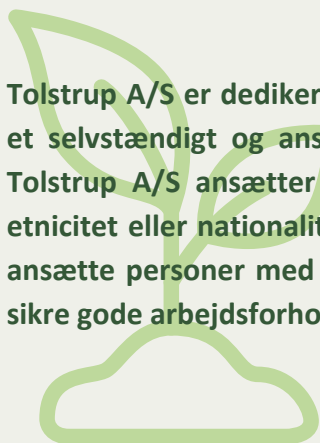 Tolstrup A/S er dediker
et selvstændigt og ans
Tolstrup A/S ansætter
etnicitet eller nationalit
ansætte personer med
sikre gode arbejdsforho